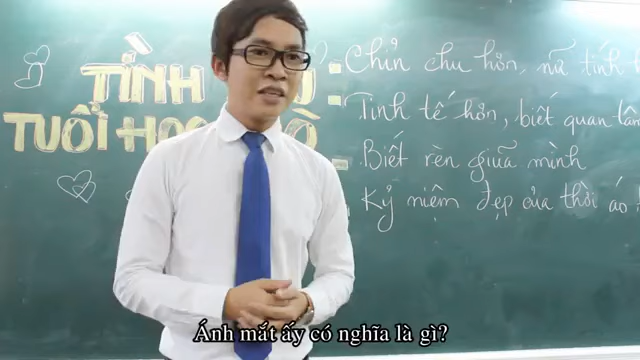 TÌNH U
TUỔI HỌC Ò
Chỉn chu hơn, nữ tính
Tinh tế hơn, biết quan tâm
Biết rèn giũa mình
Kỷ niệm đẹp của thời áo
Ánh mắt ấy có nghĩa là gì?